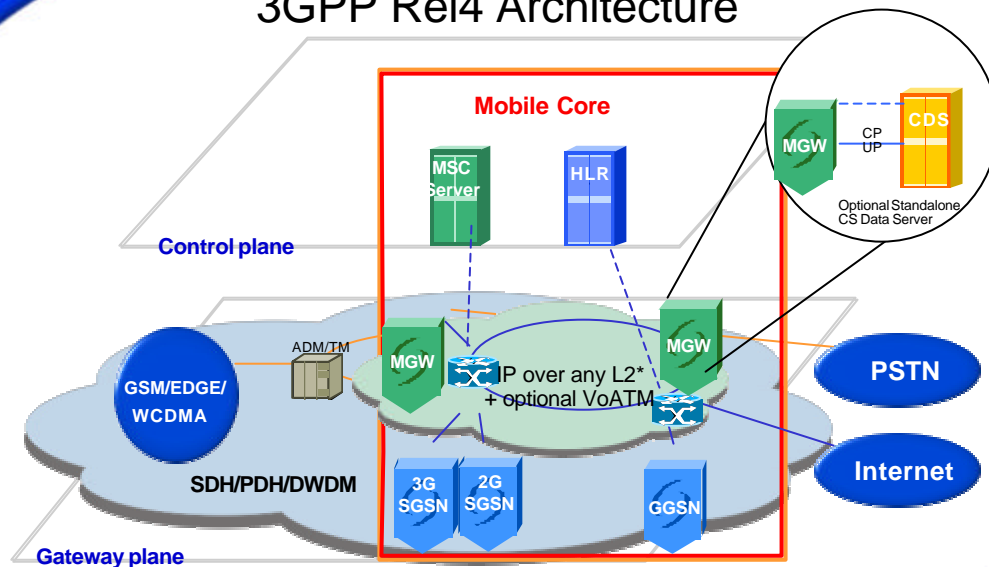 3GPP Rel4 Architecture
Mobile Core
MSC
Server
HLR
MGW
CP
UP
CDS
Optional Standalone
CS Data Server
Control plane
ADM/TM
MGW
MGW
GSM/EDGE/
WCDMA
IP over any L2*
+ optional VoATM
PSTN
Internet
SDH/PDH/DWDM
3G
SGSN
2G
SGSN
GGSN
Gateway plane